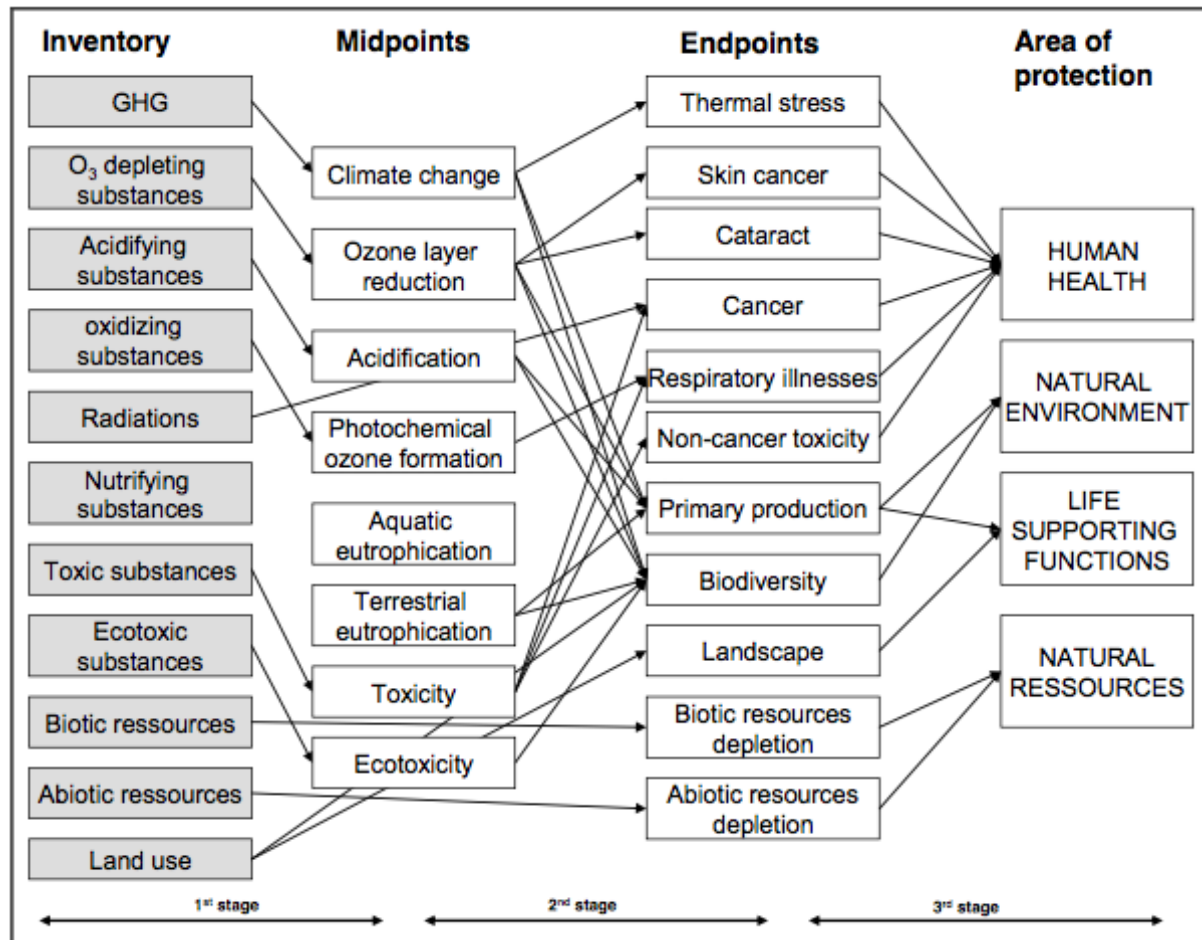 Inventory
Midpoints
Endpoints
Area of
protection
GHG
O₃ depleting
substances
Acidifying
substances
oxidizing
substances
Radiations
Nutrifying
substances
Toxic substances
Ecotoxic
substances
Biotic ressources
Abiotic ressources
Land use
Climate change
Ozone layer
reduction
Acidification
Photochemical
ozone formation
Aquatic
eutrophication
Terrestrial
eutrophication
Toxicity
Ecotoxicity
Thermal stress
Skin cancer
Cataract
Cancer
Respiratory illnesses
Non-cancer toxicity
Primary production
Biodiversity
Landscape
Biotic resources
depletion
Abiotic resources
depletion
HUMAN
HEALTH
NATURAL
ENVIRONMENT
LIFE
SUPPORTING
FUNCTIONS
NATURAL
RESSOURCES
1st stage
2nd stage
3rd stage